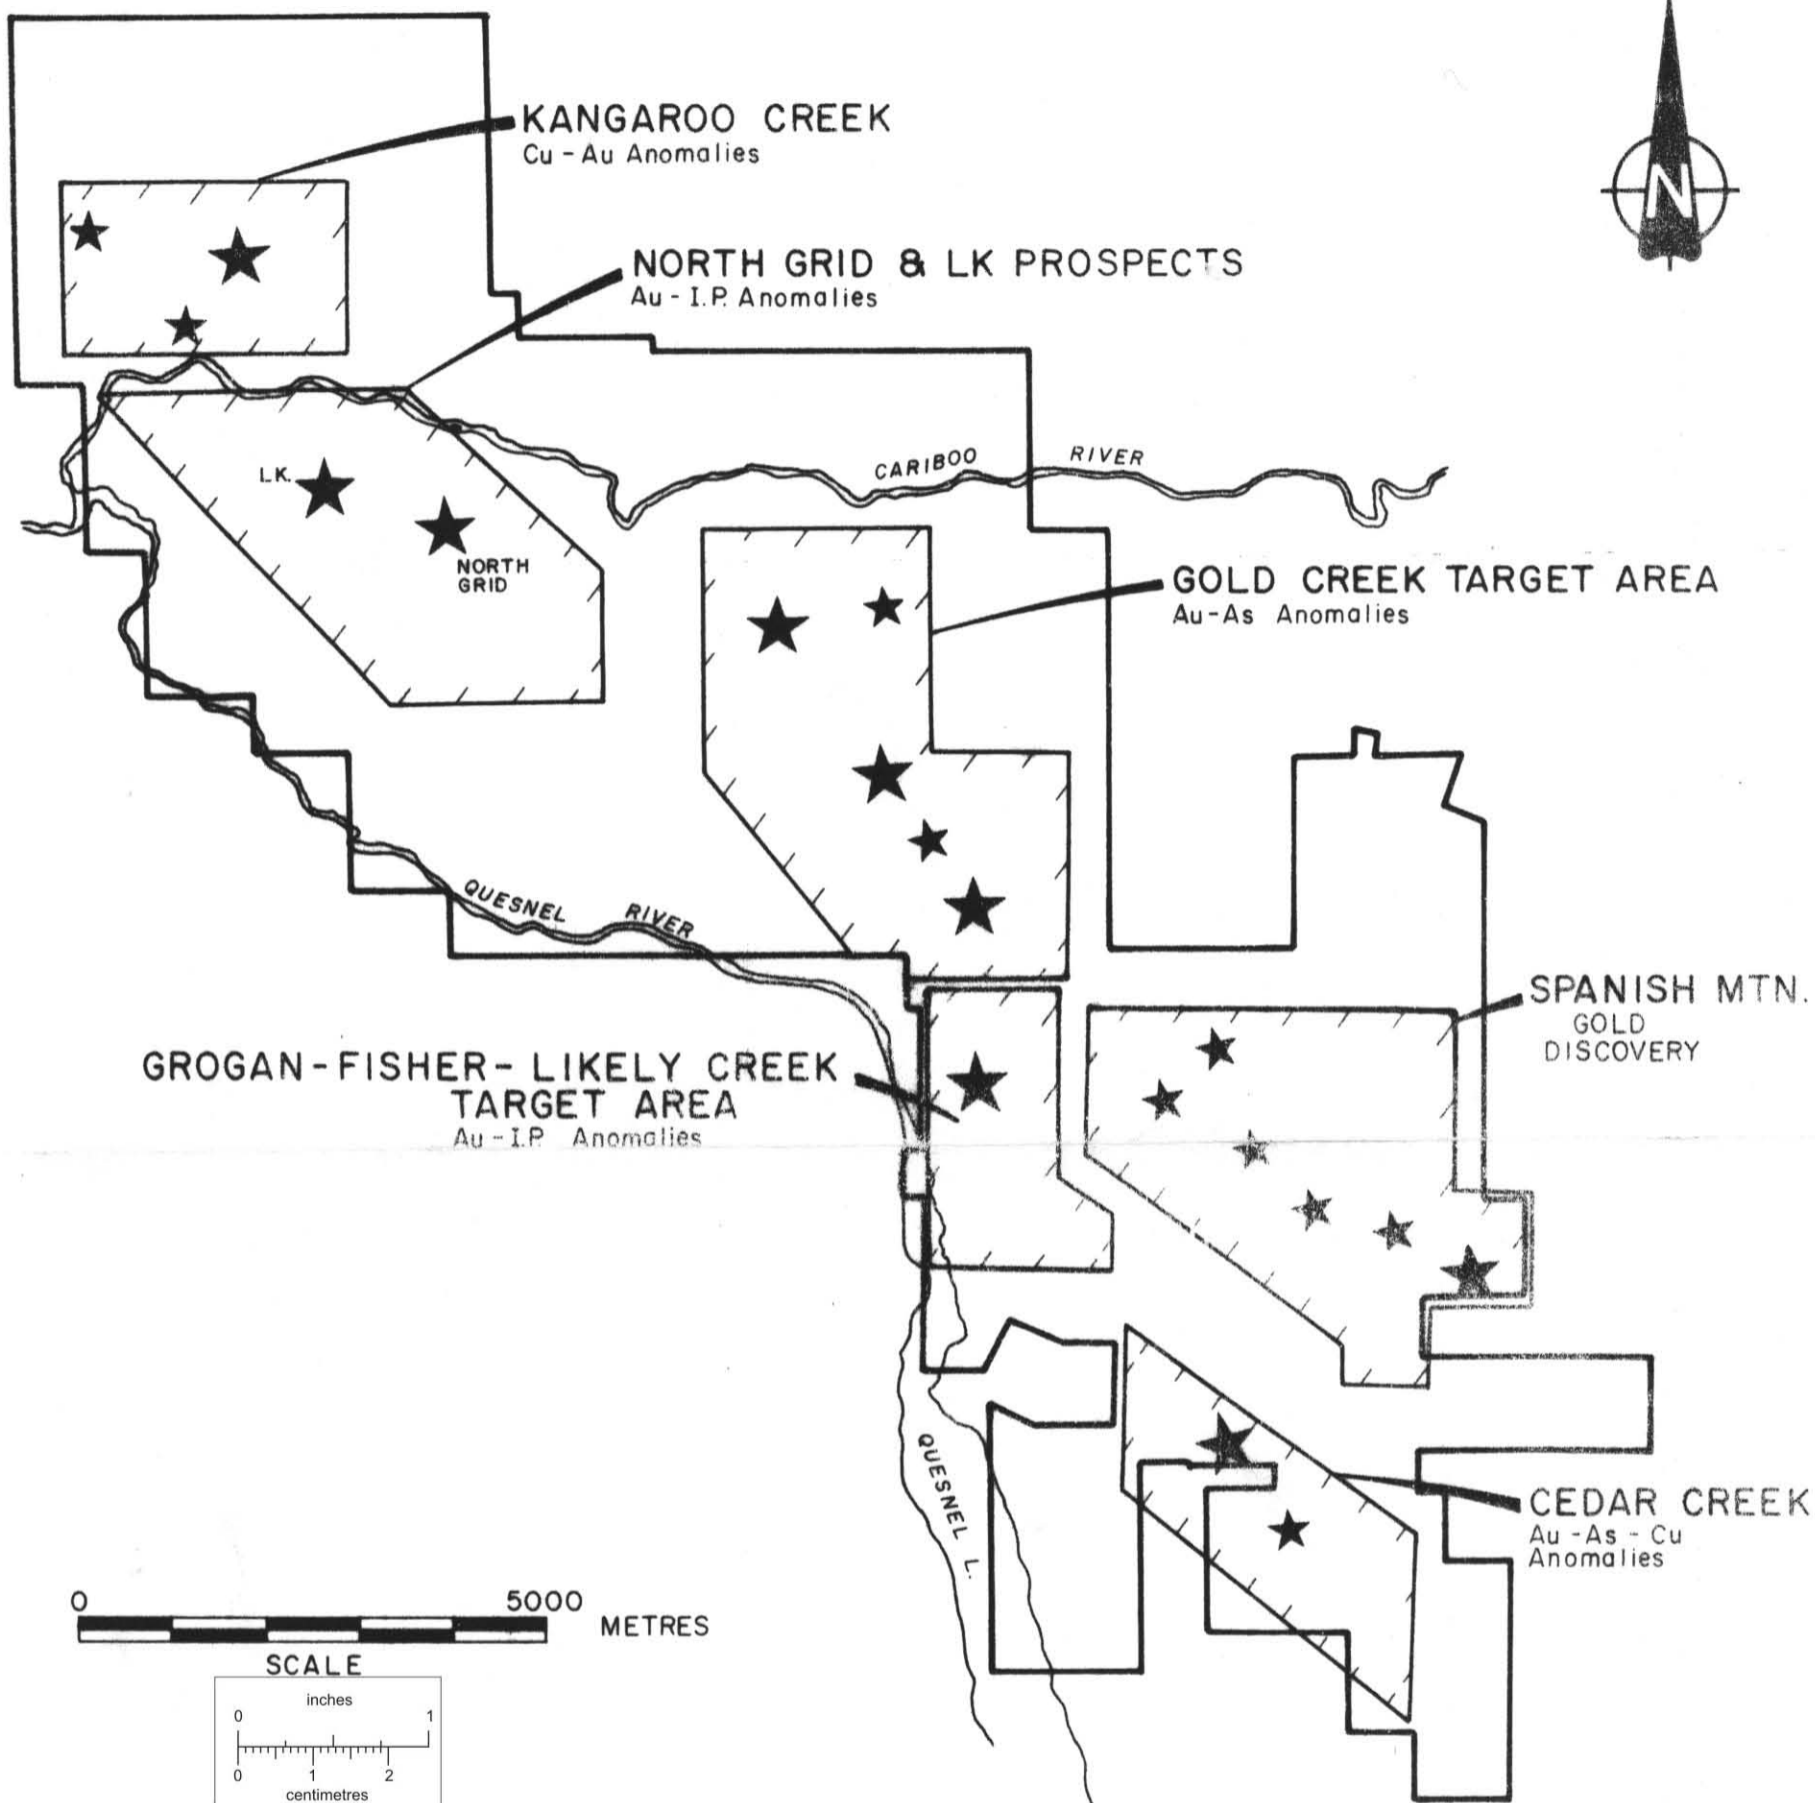 KANGAROO CREEK
Cu - Au Anomalies
N
NORTH GRID & LK PROSPECTS
Au - I.P. Anomalies
CARIBOO RIVER
L.K.
NORTH
GRID
GOLD CREEK TARGET AREA
Au-As Anomalies
QUESNEL RIVER
SPANISH MTN.
GOLD
DISCOVERY
GROGAN-FISHER-LIKELY CREEK
TARGET AREA
Au - I.P. Anomalies
QUESNEL L.
CEDAR CREEK
Au - As - Cu
Anomalies
0 5000
METRES
SCALE
inches
0 1
0 1 2
centimetres